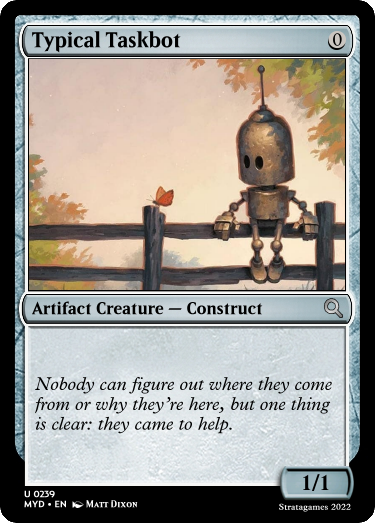 Typical Taskbot 0
Artifact Creature — Construct
Nobody can figure out where they come
from or why they're here, but one thing
is clear: they came to help.
1/1
U 0239
MYD • EN Matt Dixon
Stratagames 2022